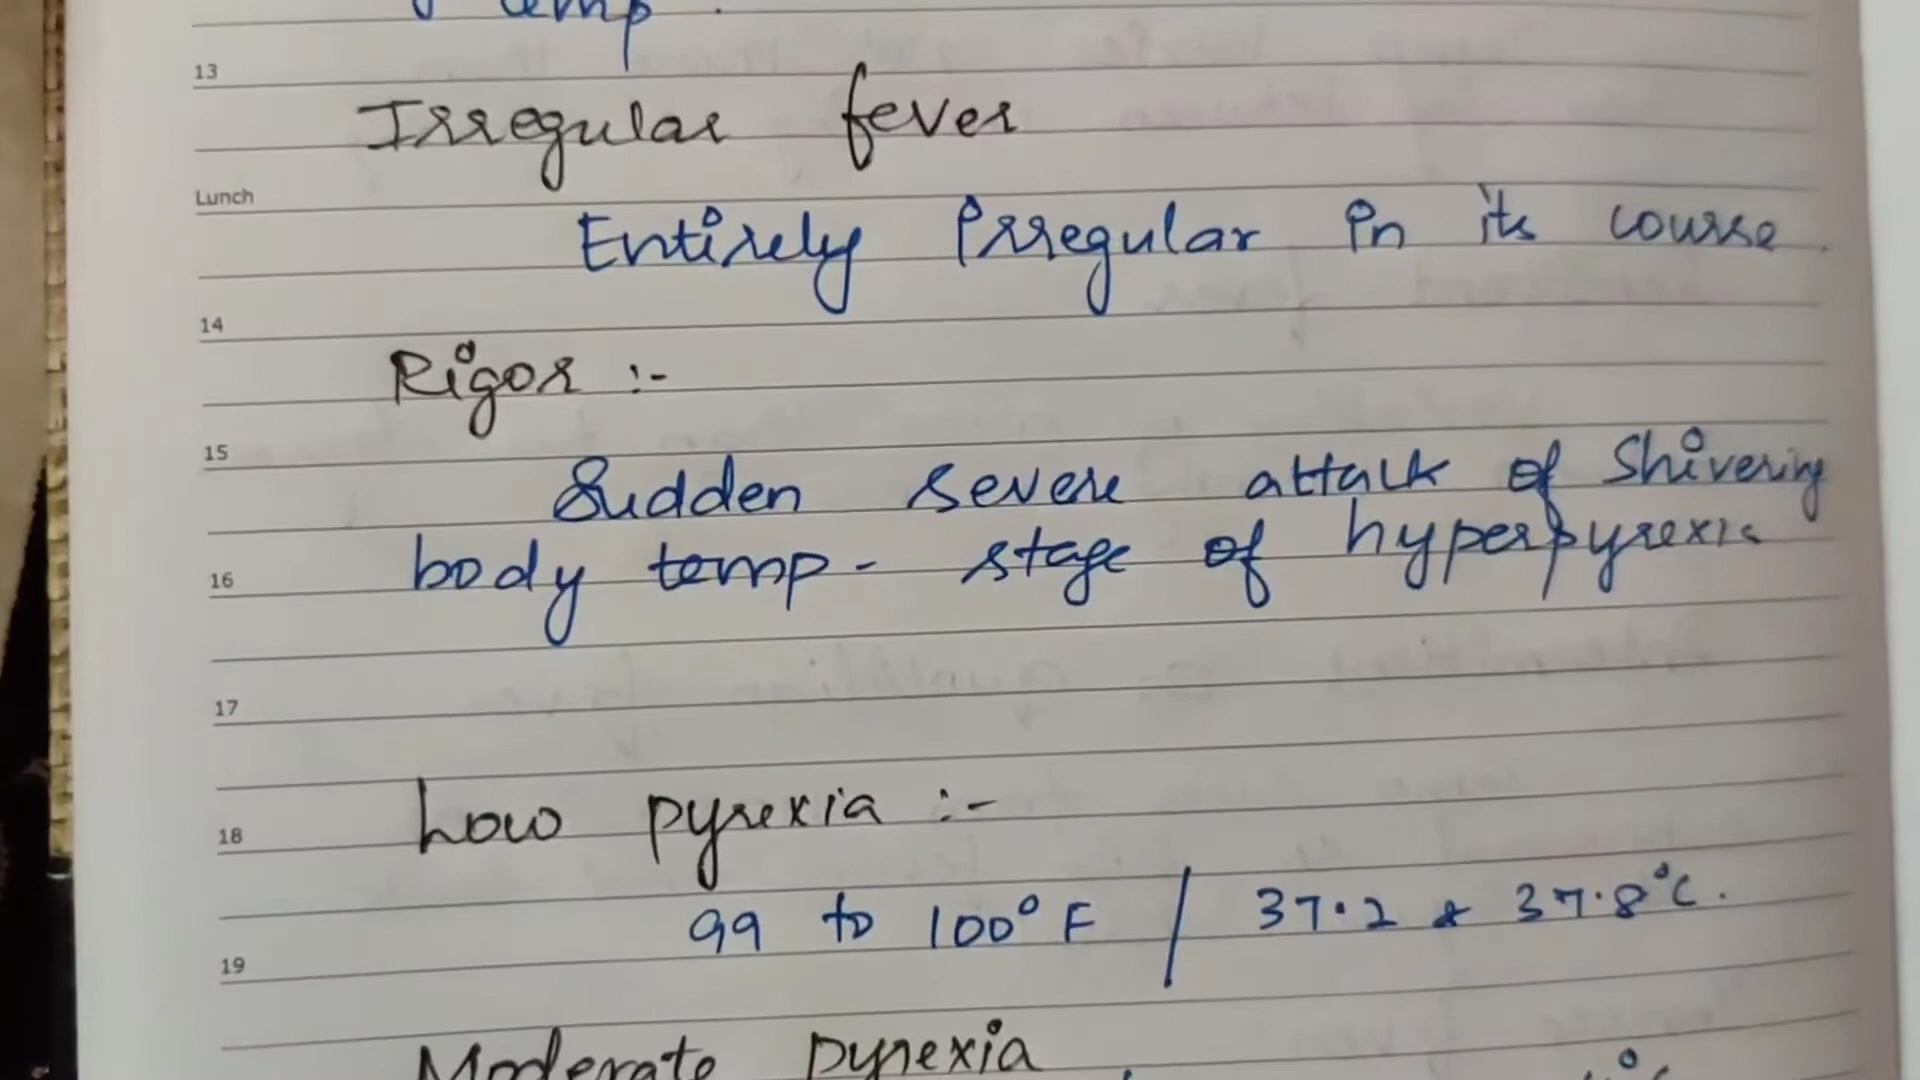 temp.
13
Irregular fever
Lunch
Entirely irregular in its course.
14
Rigor :-
15
Sudden severe attack of Shivering
16
body temp - stage of hyperpyrexia
17
18
Low pyrexia :-
99 to 100° F / 37.2 & 37.8°C.
19
Moderate pyrexia